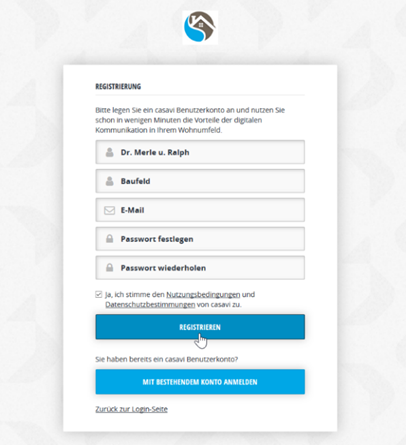 REGISTRIERUNG
Bitte legen Sie ein casavi Benutzerkonto an und nutzen Sie
schon in wenigen Minuten die Vorteile der digitalen
Kommunikation in Ihrem Wohnumfeld.
Dr. Merle u. Ralph
Baufeld
E-Mail
Passwort festlegen
Passwort wiederholen
Ja, ich stimme den Nutzungsbedingungen und
Datenschutzbestimmungen von casavi zu.
REGISTRIEREN
Sie haben bereits ein casavi Benutzerkonto?
MIT BESTEHENDEM KONTO ANMELDEN
Zurück zur Login-Seite